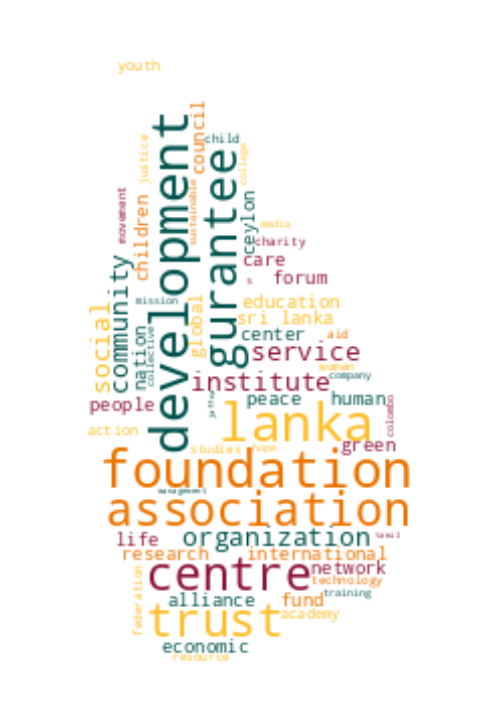 youth
development
gurantee
council
child
justice
college
sustainable
children
movement
ceylon
media
charity
care
s
forum
community
social
mission
global
education
sri lanka
nation
collective
center
aid
service
women
company
institute
people
peace
human
jaffna
colombo
lanka
action
green
studies
hope
foundation
management
association
life
organization
tamil
research
international
centre
network
technology
federation
training
alliance
fund
trust
academy
economic
resource